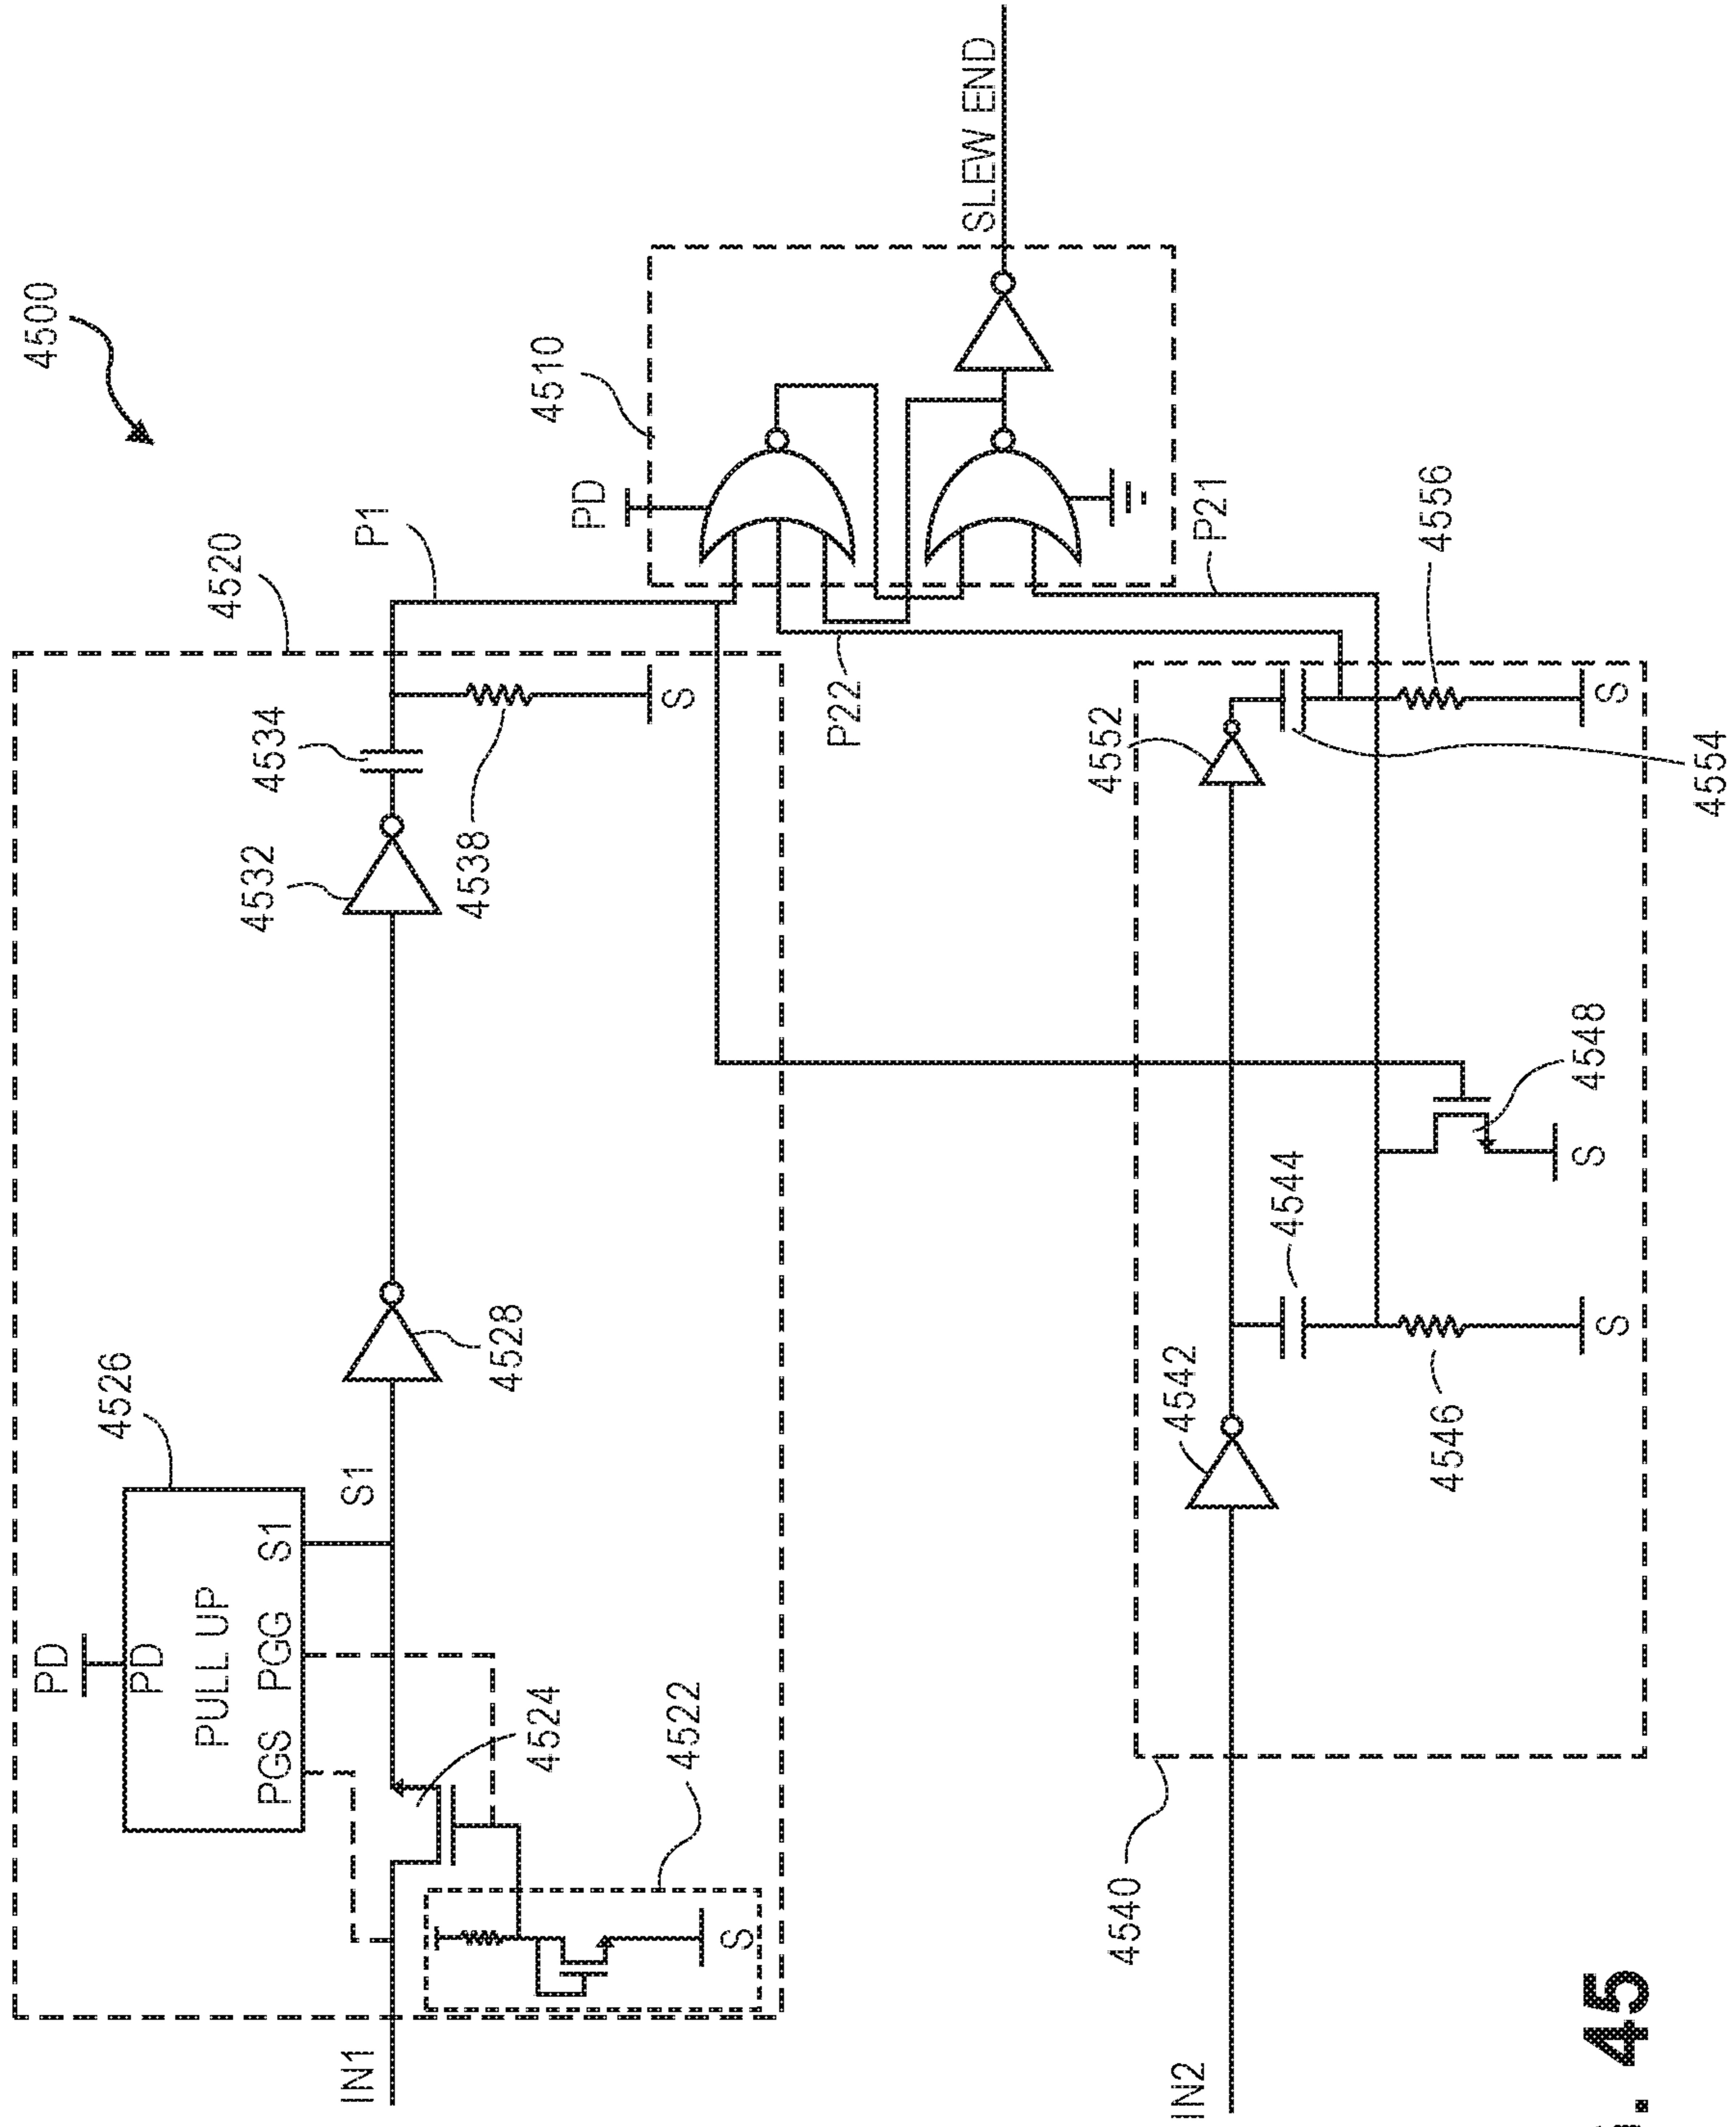 4500
4520
P1
4510
PD
SLEW END
4526
PD
PD
PULL UP
PGS PGG S1
S1
4528
4532
4534
4538
S
4524
4522
S
IN1
P22
P21
4540
4542
4544
4546
S
4548
S
4552
4554
4556
S
IN2
. 45